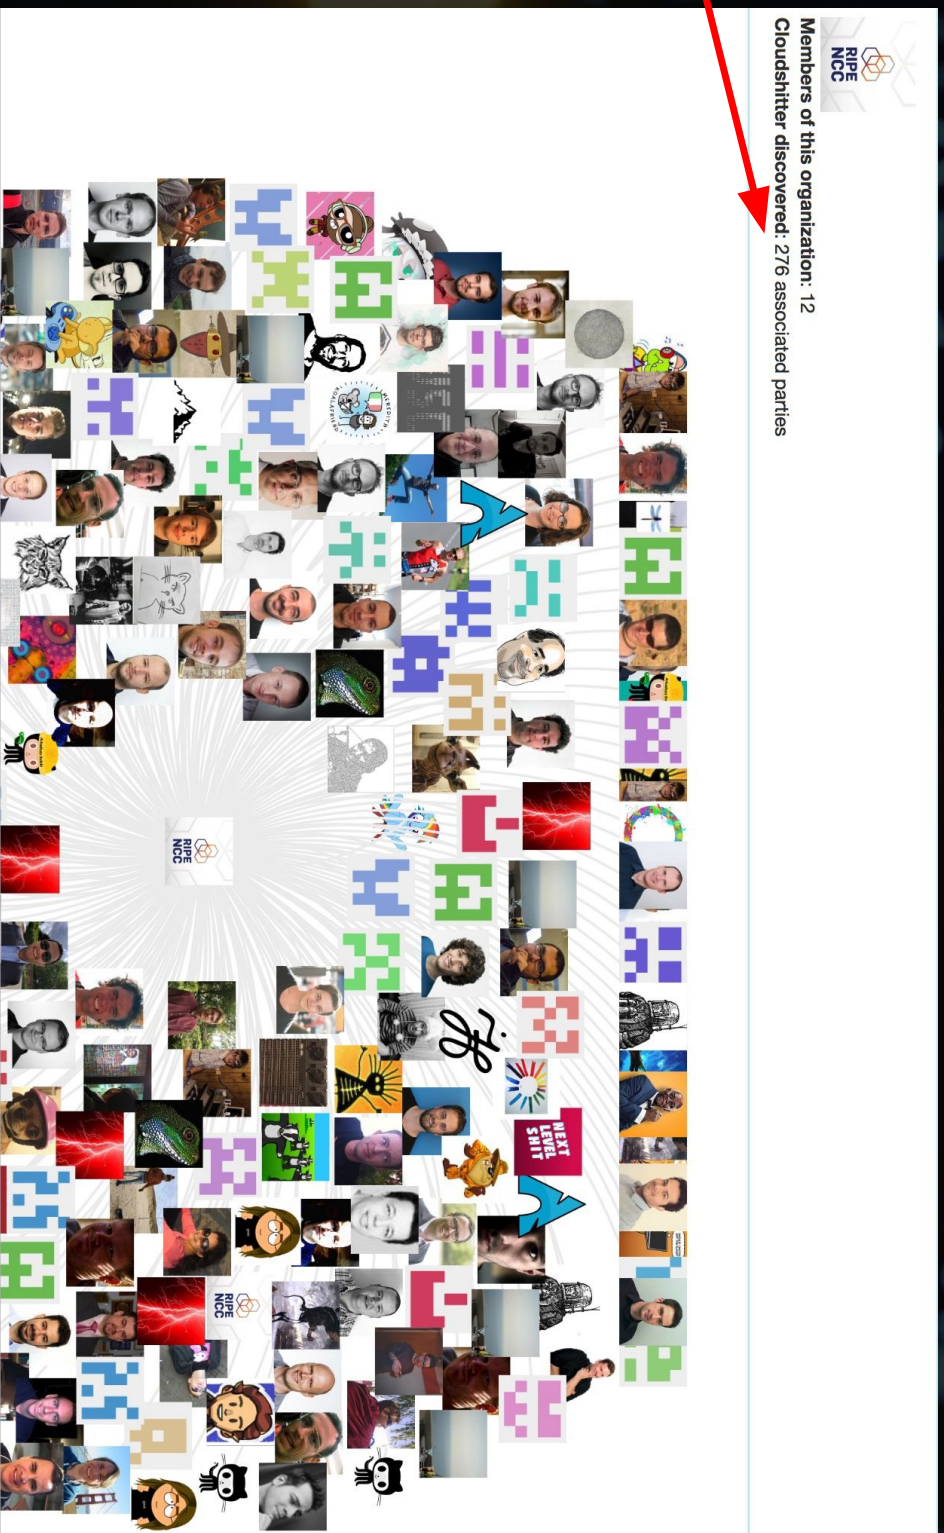 RIPE
NCC
Members of this organization: 12
Cloudshitter discovered: 276 associated parties
MEREDITH
RIPE
NCC
NEXT
LEVEL
SHIT
RIPE
NCC